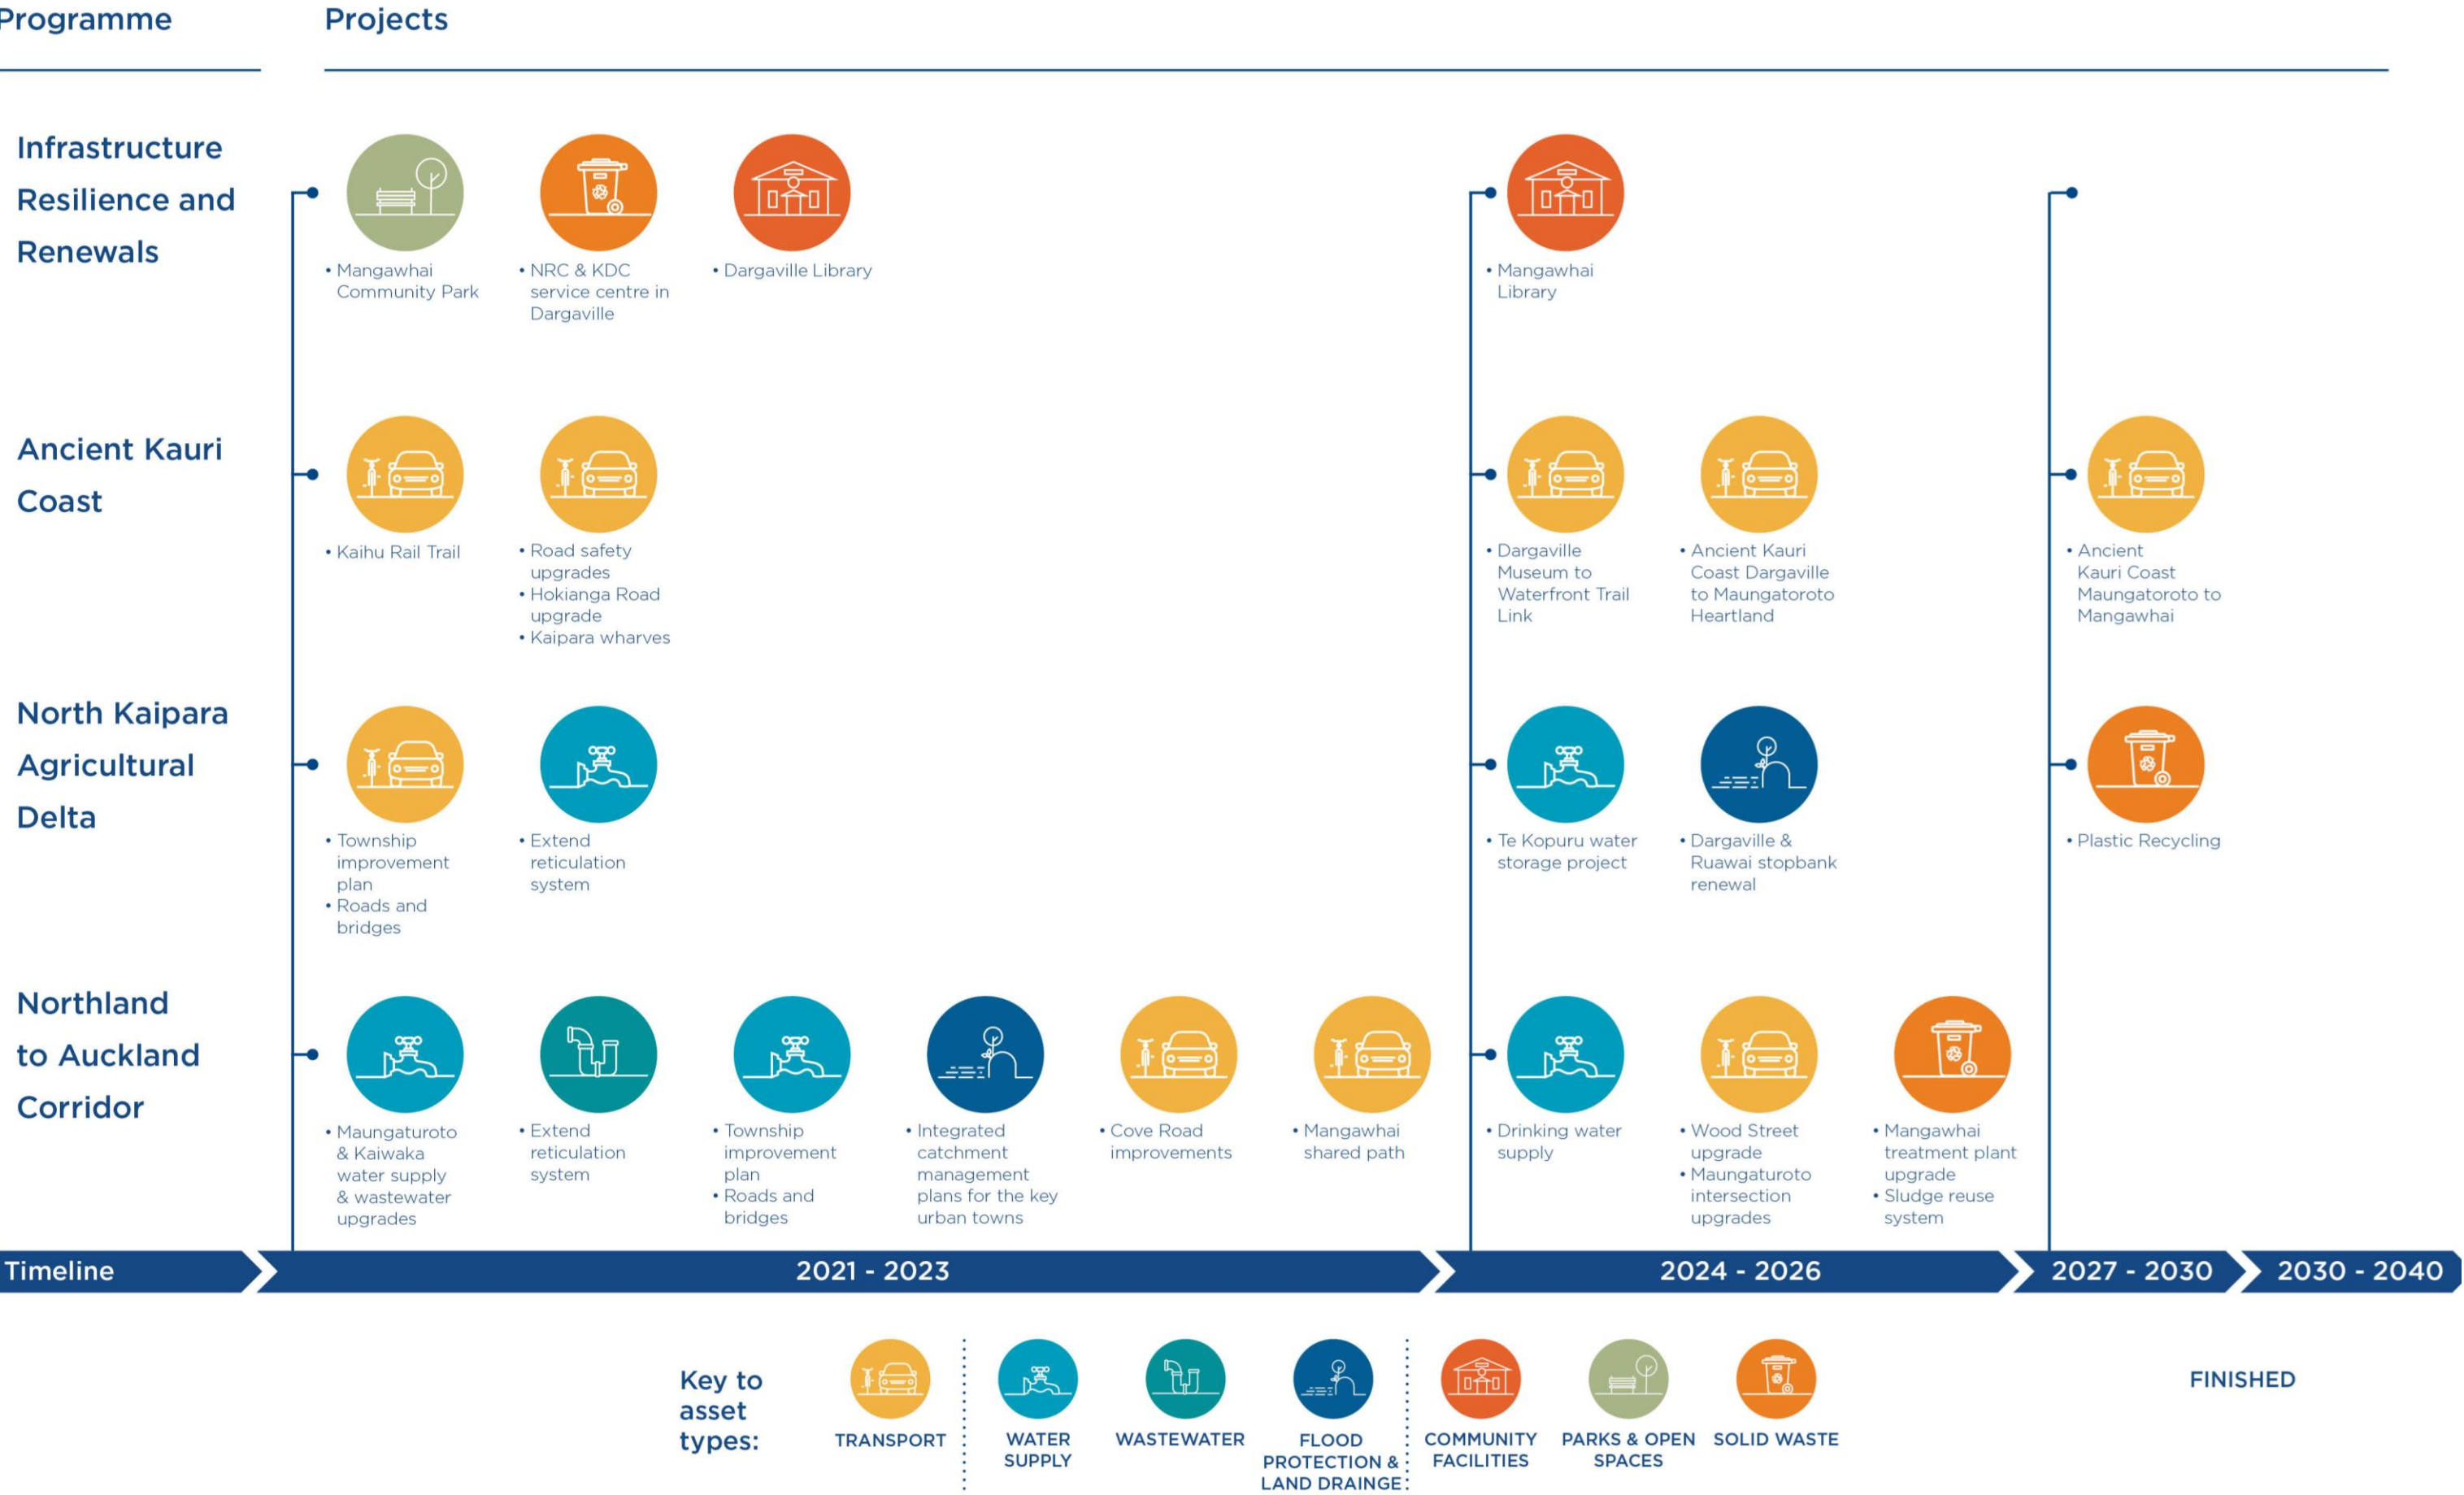 Programme
Projects
Infrastructure
Resilience and
Renewals
• Mangawhai
Community Park
• NRC & KDC
service centre in
Dargaville
• Dargaville Library
• Mangawhai
Library
Ancient Kauri
Coast
• Kaihu Rail Trail
• Road safety
upgrades
• Hokianga Road
upgrade
• Kaipara wharves
• Dargaville
Museum to
Waterfront Trail
Link
• Ancient Kauri
Coast Dargaville
to Maungatoroto
Heartland
• Ancient
Kauri Coast
Maungatoroto to
Mangawhai
North Kaipara
Agricultural
Delta
• Township
improvement
plan
• Roads and
bridges
• Extend
reticulation
system
• Te Kopuru water
storage project
• Dargaville &
Ruawai stopbank
renewal
• Plastic Recycling
Northland
to Auckland
Corridor
• Maungaturoto
& Kaiwaka
water supply
& wastewater
upgrades
• Extend
reticulation
system
• Township
improvement
plan
• Roads and
bridges
• Integrated
catchment
management
plans for the key
urban towns
• Cove Road
improvements
• Mangawhai
shared path
• Drinking water
supply
• Wood Street
upgrade
• Maungaturoto
intersection
upgrades
• Mangawhai
treatment plant
upgrade
• Sludge reuse
system
Timeline
2021 - 2023
2024 - 2026
2027 - 2030
2030 - 2040
Key to
asset
types:
TRANSPORT
WATER
SUPPLY
WASTEWATER
FLOOD
PROTECTION &
LAND DRAINGE
COMMUNITY
FACILITIES
PARKS & OPEN
SPACES
SOLID WASTE
FINISHED